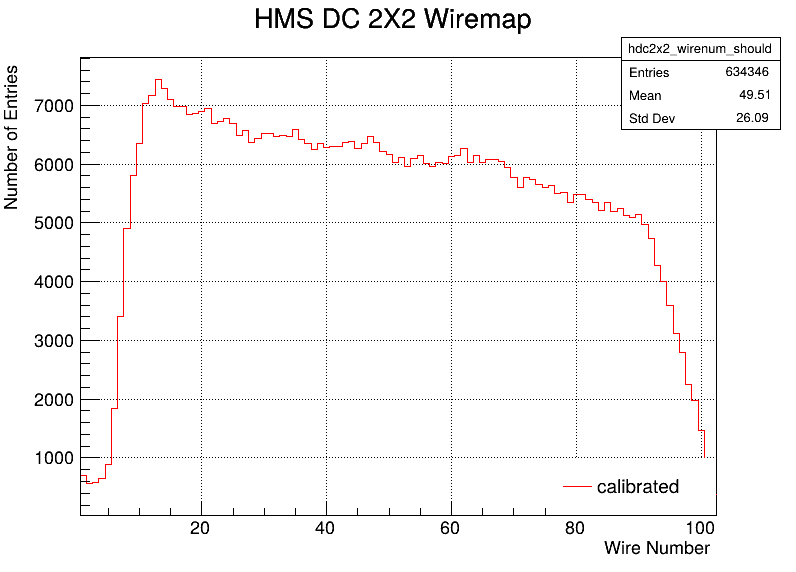 HMS DC 2X2 Wiremap
hdc2x2_wirenum_should
Entries 634346
Mean 49.51
Std Dev 26.09
Number of Entries
7000
6000
5000
4000
3000
2000
1000
calibrated
20 40 60 80 100
Wire Number